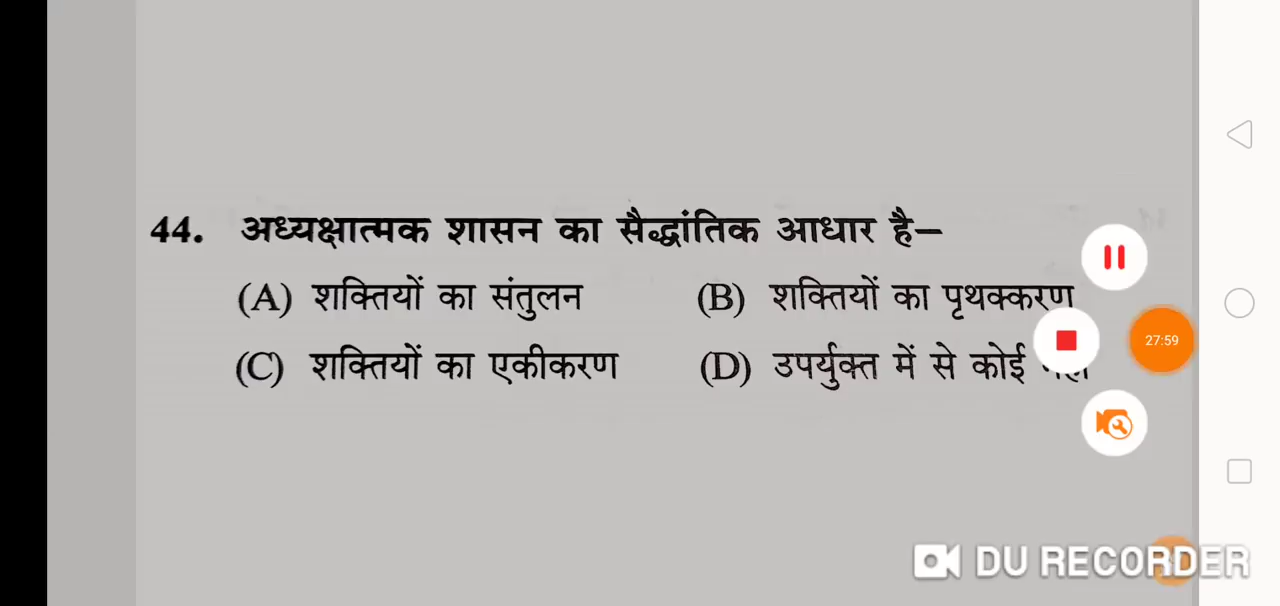 44. अध्यक्षात्मक शासन का सैद्धांतिक आधार है–
(A) शक्तियों का संतुलन (B) शक्तियों का पृथक्करण
(C) शक्तियों का एकीकरण (D) उपर्युक्त में से कोई
27:59
DU RECORDER